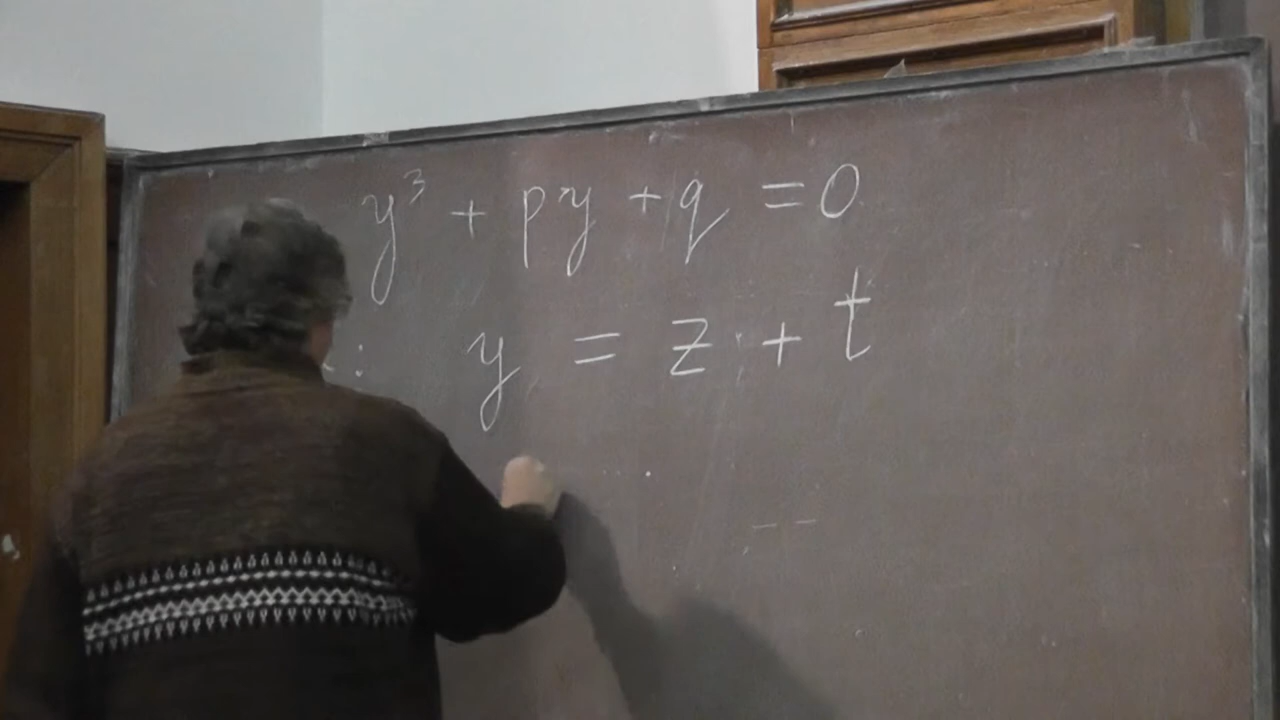 y³ + py + q = 0
: y = z + t